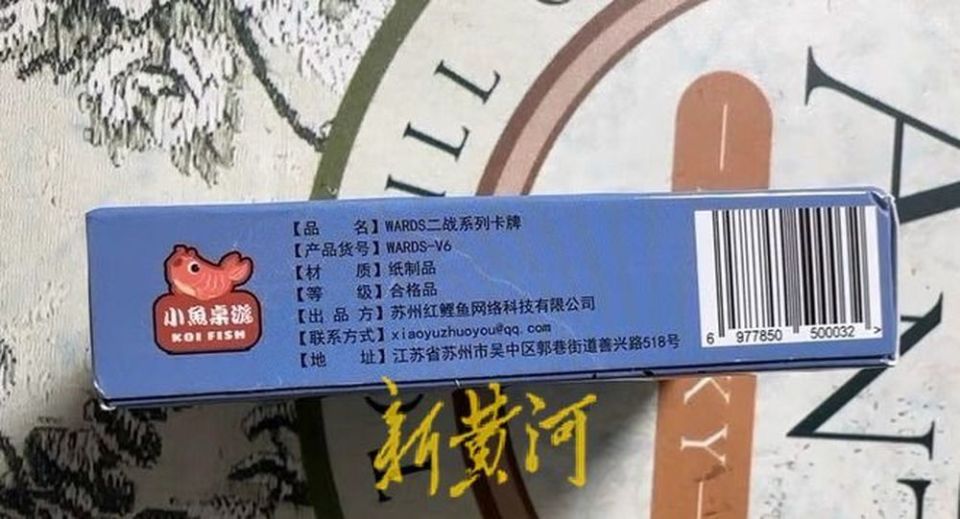 ILL
【品　　名】WARDS二战系列卡牌
【产品货号】WARDS-V6
【材　　质】纸制品
【等　　级】合格品
【出 品 方】苏州红鲤鱼网络科技有限公司
【联系方式】xiaoyuzhuoyou@qq.com
【地　　址】江苏省苏州市吴中区郭巷街道善兴路518号
小鱼桌游
KOI FISH
6 977850 500032 >
新黄河